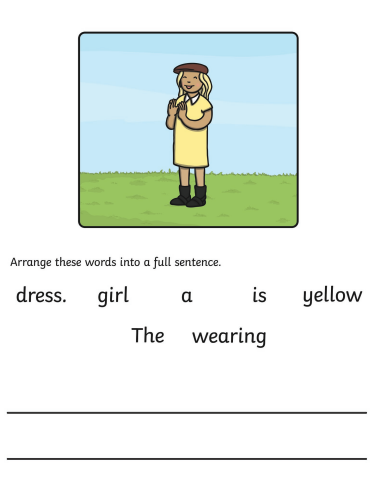 Arrange these words into a full sentence.
dress. girl a is yellow
The wearing